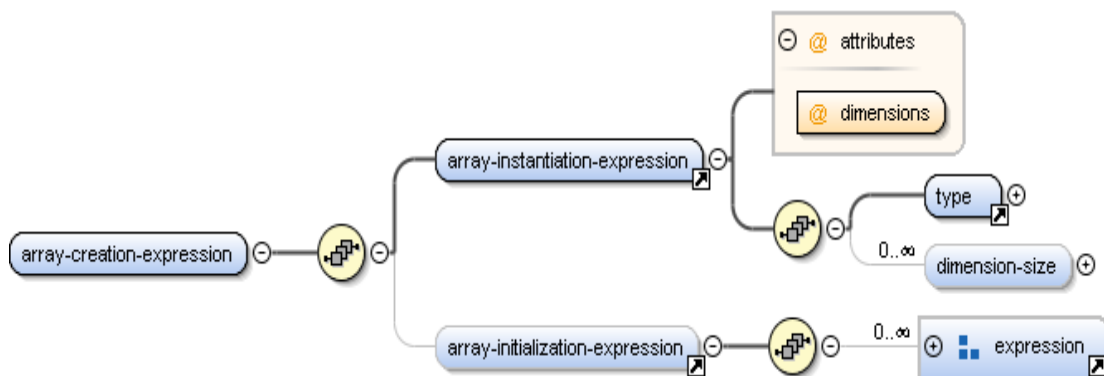 @ attributes
@ dimensions
array-instantiation-expression
type
array-creation-expression
0..∞
dimension-size
array-initialization-expression
0..∞
expression